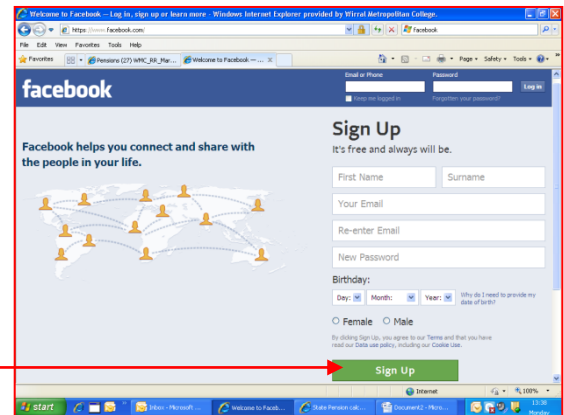 Welcome to Facebook — Log in, sign up or learn more - Windows Internet Explorer provided by Wirral Metropolitan College.
https://www.facebook.com/
Facebook
File Edit View Favorites Tools Help
Favorites
Pensions (27) WMC_RR_Mar...
Welcome to Facebook — ... X
Page Safety Tools
facebook
Email or Phone
Password
Log in
Keep me logged in
Forgotten your password?
Facebook helps you connect and share with
the people in your life.
Sign Up
It's free and always will be.
First Name
Surname
Your Email
Re-enter Email
New Password
Birthday:
Day: Month: Year:
Why do I need to provide my
date of birth?
Female Male
By clicking Sign Up, you agree to our Terms and that you have
read our Data use policy, including our Cookie Use.
Sign Up
Internet
100%
start
Inbox - Microsoft ...
Welcome to Faceb...
State Pension calc...
Document2 - Micro...
13:38
Monday